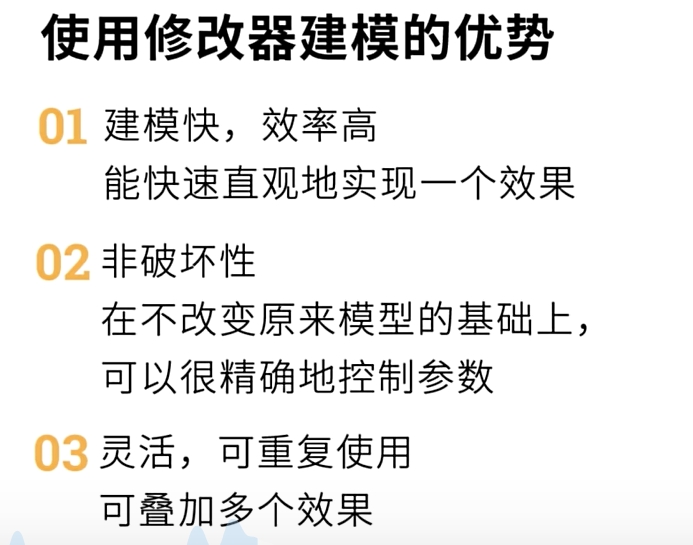 使用修改器建模的优势
01 建模快，效率高
能快速直观地实现一个效果
02 非破坏性
在不改变原来模型的基础上，
可以很精确地控制参数
03 灵活，可重复使用
可叠加多个效果